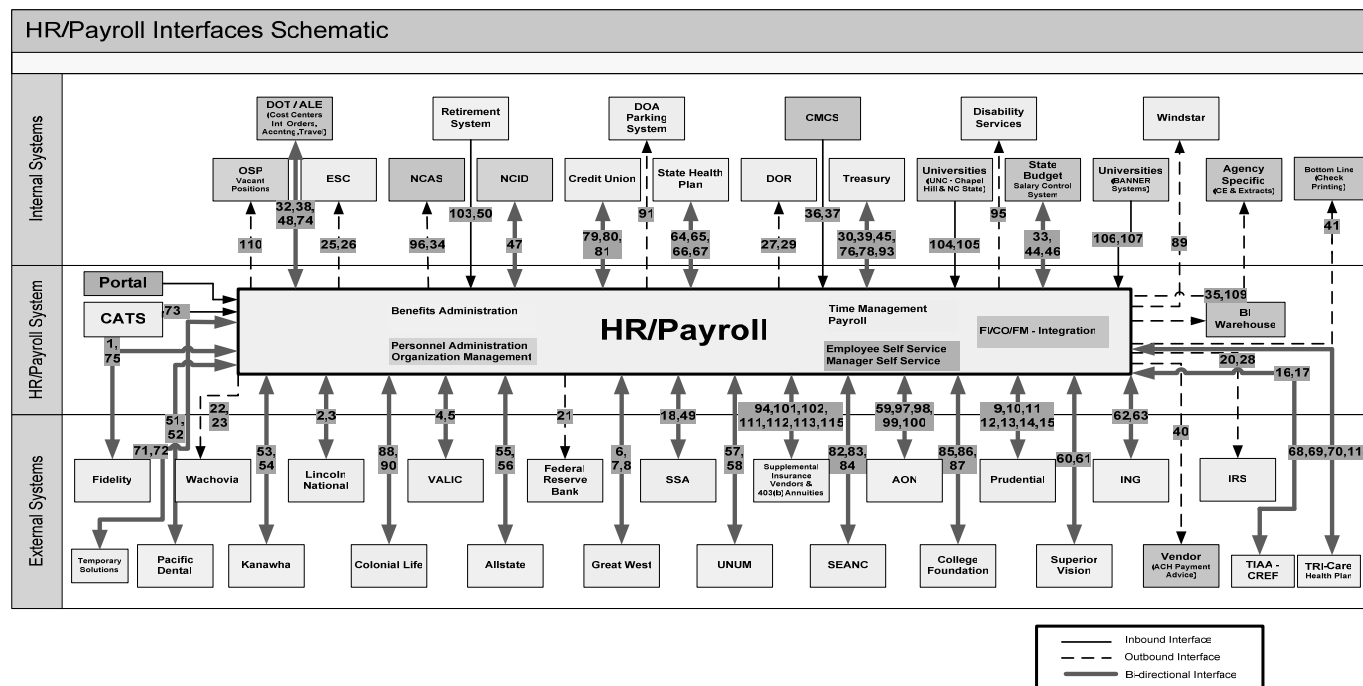 HR/Payroll Interfaces Schematic
Internal Systems
DOT / ALE
(Cost Centers
Int Orders,
Accntng,Travel)
Retirement
System
DOA
Parking
System
CMCS
Disability
Services
Windstar
OSP
Vacant
Positions
ESC
NCAS
NCID
Credit Union
State Health
Plan
DOR
Treasury
Universities
(UNC - Chapel
Hill & NC State)
State
Budget
Salary Control
System
Universities
(BANNER
Systems)
Agency
Specific
(CE & Extracts)
Bottom Line
(Check
Printing)
110
32,38,
48,74
25,26
96,34
103,50
47
79,80,
81
91
64,65,
66,67
27,29
36,37
30,39,45,
76,78,93
104,105
95
33,
44,46
106,107
89
41
HR/Payroll System
Portal
CATS
,73
1,
75
Benefits Administration
Personnel Administration
Organization Management
HR/Payroll
Time Management
Payroll
Employee Self Service
Manager Self Service
FI/CO/FM - Integration
35,109
BI
Warehouse
20,28
16,17
External Systems
51,
52
71,72
22,
23
53,
54
2,3
88,
90
4,5
55,
56
21
6,
7,8
18,49
57,
58
94,101,102,
111,112,113,115
82,83,
84
59,97,98,
99,100
85,86,
87
9,10,11
12,13,14,15
60,61
62,63
40
68,69,70,11
Fidelity
Wachovia
Lincoln
National
VALIC
Federal
Reserve
Bank
SSA
Supplemental
Insurance
Vendors &
403(b) Annuities
AON
Prudential
ING
IRS
Temporary
Solutions
Pacific
Dental
Kanawha
Colonial Life
Allstate
Great West
UNUM
SEANC
College
Foundation
Superior
Vision
Vendor
(ACH Payment
Advice)
TIAA -
CREF
TRI-Care
Health Plan
Inbound Interface
Outbound Interface
Bi-directional Interface